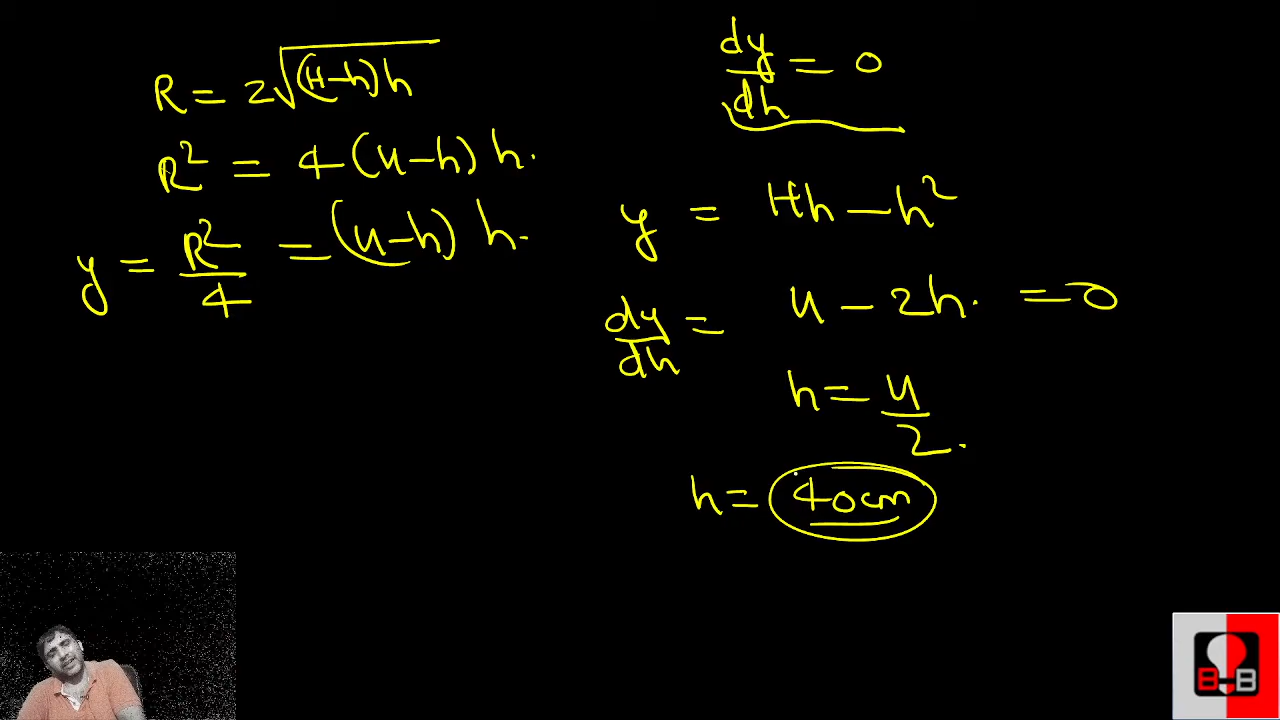 R = 2√(H-h)h
R² = 4(H-h) h.
y = R²/4 = (H-h) h.
dy/dh = 0
y = Hh - h²
dy/dh = H - 2h. = 0
h = H/2.
h = 40cm
B B